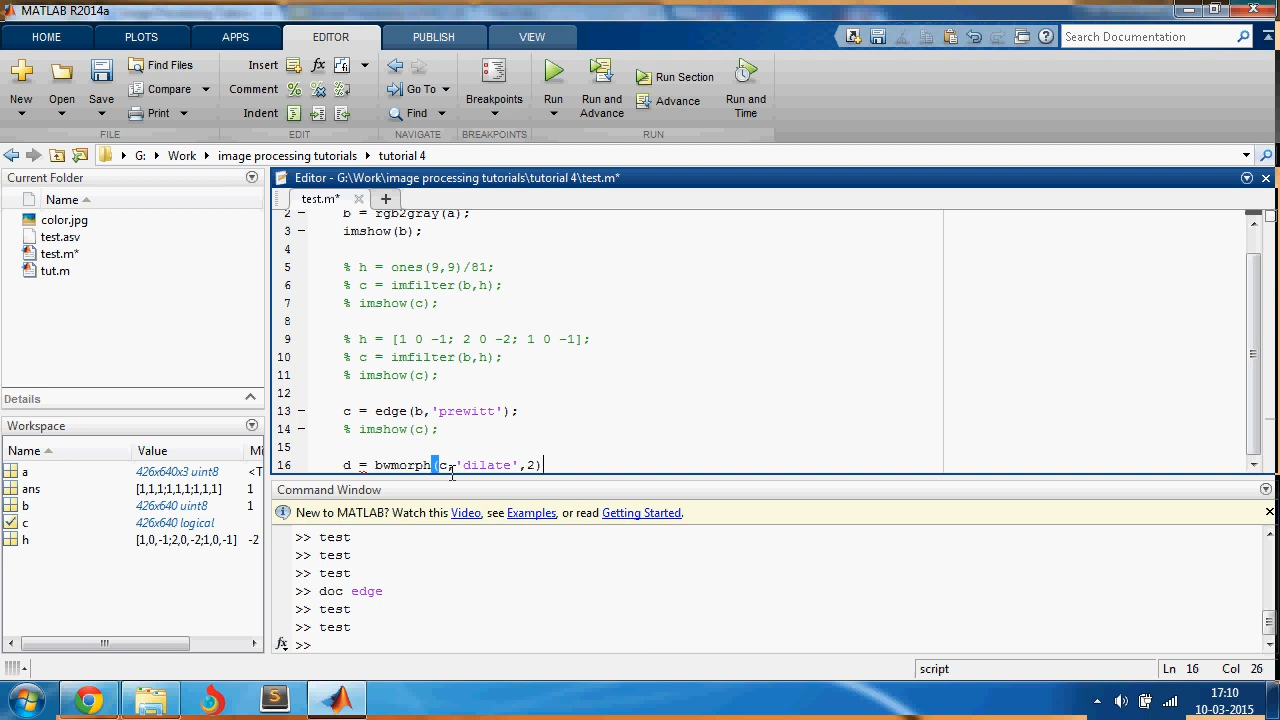 MATLAB R2014a
HOME PLOTS APPS EDITOR PUBLISH VIEW Search Documentation
Find Files Insert fx Run Section
Compare Comment Go To Advance
New Open Save Print Indent Find Breakpoints Run Run and Advance Run and Time
FILE EDIT NAVIGATE BREAKPOINTS RUN
G: Work image processing tutorials tutorial 4
Current Folder
Name
color.jpg
test.asv
test.m*
tut.m
Details
Workspace
Name Value Mi
a 426x640x3 uint8 <T
ans [1,1,1;1,1,1;1,1,1] 1
b 426x640 uint8 1
c 426x640 logical
h [1,0,-1;2,0,-2;1,0,-1] -2
Editor - G:\Work\image processing tutorials\tutorial 4\test.m*
test.m*
2 – b = rgb2gray(a);
3 – imshow(b);
4
5 % h = ones(9,9)/81;
6 % c = imfilter(b,h);
7 % imshow(c);
8
9 % h = [1 0 -1; 2 0 -2; 1 0 -1];
10 % c = imfilter(b,h);
11 % imshow(c);
12
13 – c = edge(b,'prewitt');
14 – % imshow(c);
15
16 d = bwmorph(c,'dilate',2)
Command Window
New to MATLAB? Watch this Video, see Examples, or read Getting Started.
>> test
>> test
>> test
>> doc edge
>> test
>> test
fx >>
script Ln 16 Col 26
17:10
10-03-2015